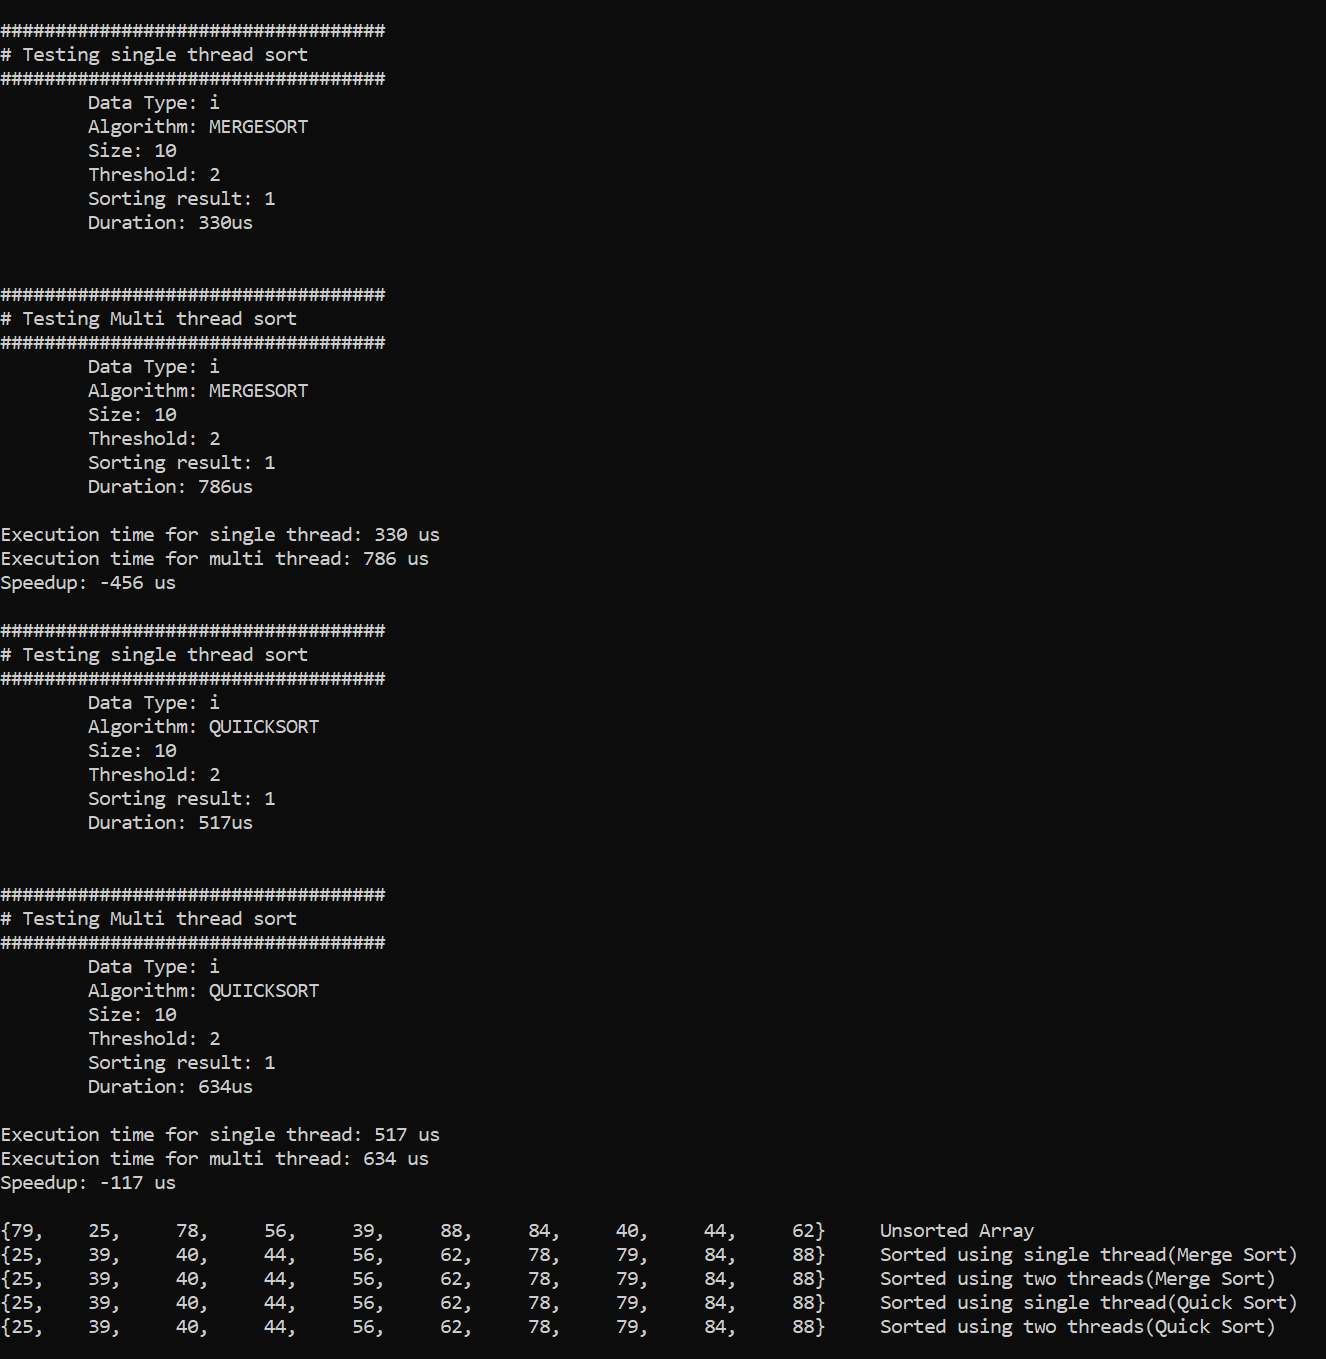 ###################################
# Testing single thread sort
###################################
Data Type: i
Algorithm: MERGESORT
Size: 10
Threshold: 2
Sorting result: 1
Duration: 330us
###################################
# Testing Multi thread sort
###################################
Data Type: i
Algorithm: MERGESORT
Size: 10
Threshold: 2
Sorting result: 1
Duration: 786us
Execution time for single thread: 330 us
Execution time for multi thread: 786 us
Speedup: -456 us
###################################
# Testing single thread sort
###################################
Data Type: i
Algorithm: QUIICKSORT
Size: 10
Threshold: 2
Sorting result: 1
Duration: 517us
###################################
# Testing Multi thread sort
###################################
Data Type: i
Algorithm: QUIICKSORT
Size: 10
Threshold: 2
Sorting result: 1
Duration: 634us
Execution time for single thread: 517 us
Execution time for multi thread: 634 us
Speedup: -117 us
{79, 25, 78, 56, 39, 88, 84, 40, 44, 62} Unsorted Array
{25, 39, 40, 44, 56, 62, 78, 79, 84, 88} Sorted using single thread(Merge Sort)
{25, 39, 40, 44, 56, 62, 78, 79, 84, 88} Sorted using two threads(Merge Sort)
{25, 39, 40, 44, 56, 62, 78, 79, 84, 88} Sorted using single thread(Quick Sort)
{25, 39, 40, 44, 56, 62, 78, 79, 84, 88} Sorted using two threads(Quick Sort)